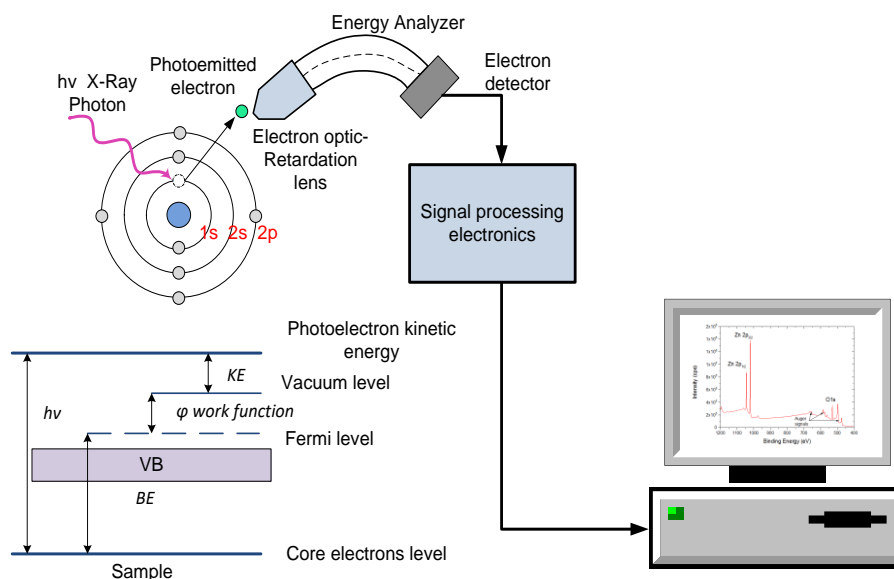 Energy Analyzer
Photoemitted
electron
Electron
detector
hν X-Ray
Photon
Electron optic-
Retardation
lens
1s 2s 2p
Signal processing
electronics
Photoelectron kinetic
energy
KE
Vacuum level
hν
φ work function
Fermi level
VB
BE
Core electrons level
Sample
Zn 2p
Zn 2p
O1s
Auger
signals
Intensity (cps)
Binding Energy (eV)